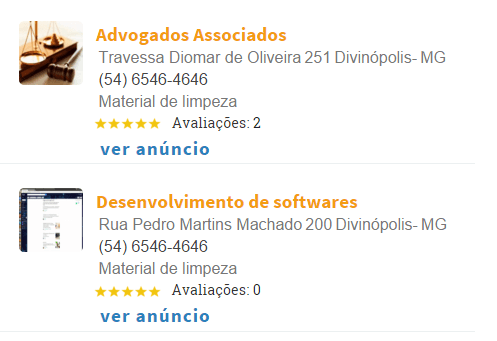 Advogados Associados
Travessa Diomar de Oliveira 251 Divinópolis- MG
(54) 6546-4646
Material de limpeza
Avaliações: 2
ver anúncio
Desenvolvimento de softwares
Rua Pedro Martins Machado 200 Divinópolis- MG
(54) 6546-4646
Material de limpeza
Avaliações: 0
ver anúncio